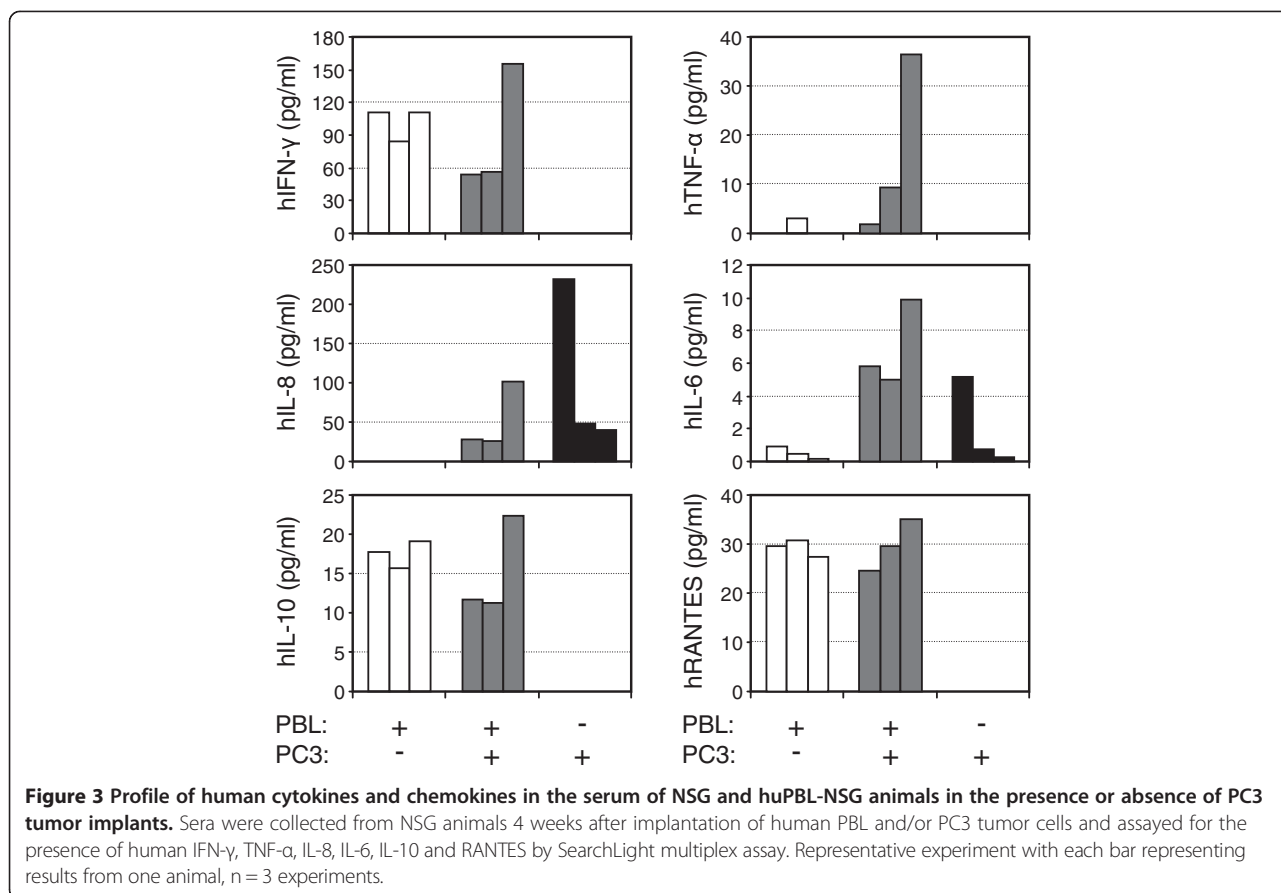 180
150
120
90
60
30
0
hIFN-γ (pg/ml)
40
30
20
10
0
hTNF-α (pg/ml)
250
200
150
100
50
0
hIL-8 (pg/ml)
12
10
8
6
4
2
0
hIL-6 (pg/ml)
25
20
15
10
5
0
hIL-10 (pg/ml)
40
30
20
10
0
hRANTES (pg/ml)
PBL: + + -
PC3: - + +
PBL: + + -
PC3: - + +
Figure 3 Profile of human cytokines and chemokines in the serum of NSG and huPBL-NSG animals in the presence or absence of PC3
tumor implants. Sera were collected from NSG animals 4 weeks after implantation of human PBL and/or PC3 tumor cells and assayed for the
presence of human IFN-γ, TNF-α, IL-8, IL-6, IL-10 and RANTES by SearchLight multiplex assay. Representative experiment with each bar representing
results from one animal, n = 3 experiments.